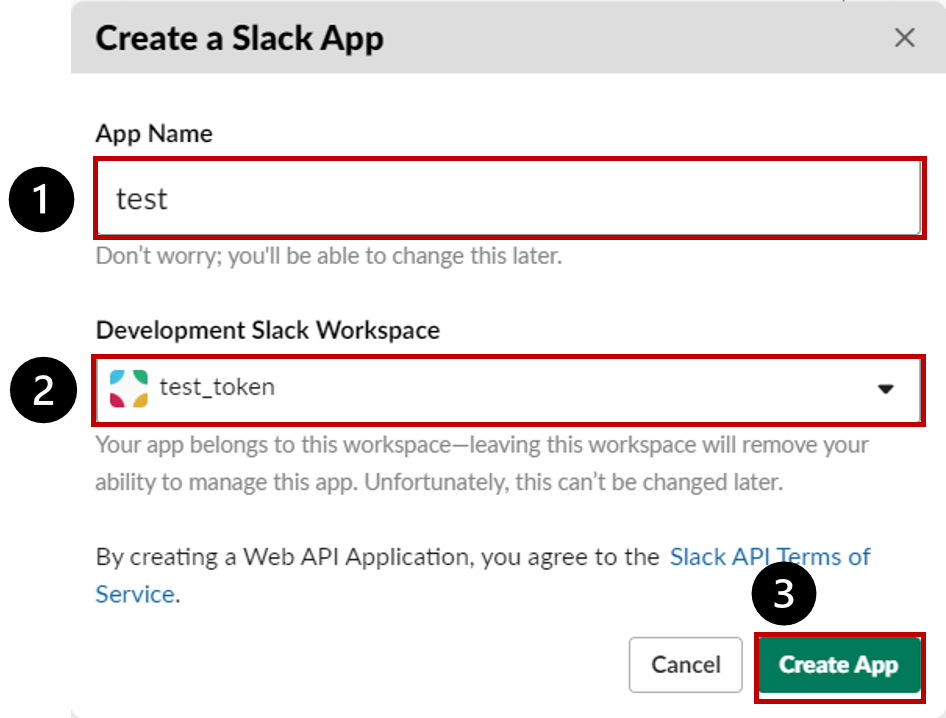 Create a Slack App
App Name
1
test
Don’t worry; you'll be able to change this later.
Development Slack Workspace
2
test_token
Your app belongs to this workspace—leaving this workspace will remove your
ability to manage this app. Unfortunately, this can’t be changed later.
By creating a Web API Application, you agree to the Slack API Terms of
Service.
3
Cancel
Create App